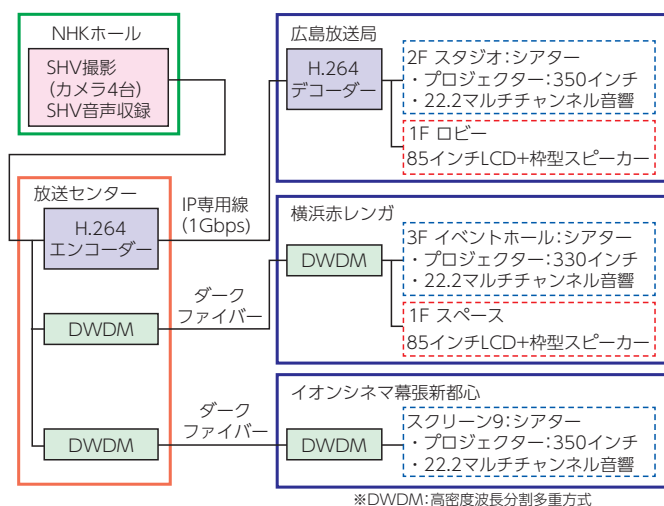 NHKホール
SHV撮影
(カメラ4台)
SHV音声収録
放送センター
H.264
エンコーダー
DWDM
DWDM
IP専用線
(1Gbps)
ダーク
ファイバー
ダーク
ファイバー
広島放送局
H.264
デコーダー
2F スタジオ:シアター
・プロジェクター:350インチ
・22.2マルチチャンネル音響
1F ロビー
85インチLCD+枠型スピーカー
横浜赤レンガ
DWDM
3F イベントホール:シアター
・プロジェクター:330インチ
・22.2マルチチャンネル音響
1F スペース
85インチLCD+枠型スピーカー
イオンシネマ幕張新都心
DWDM
スクリーン9:シアター
・プロジェクター:350インチ
・22.2マルチチャンネル音響
※DWDM:高密度波長分割多重方式